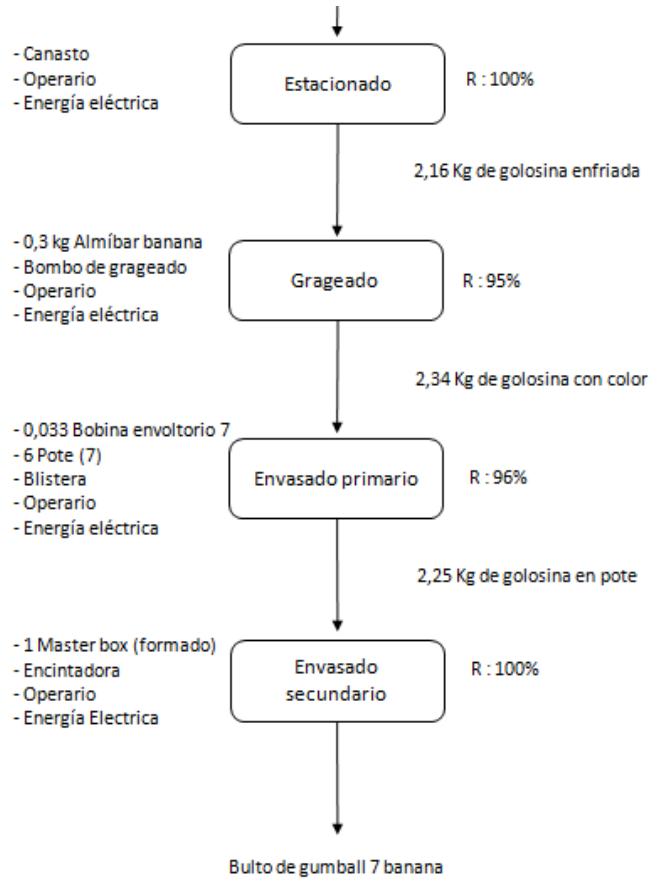 - Canasto
- Operario
- Energía eléctrica
Estacionado
R : 100%
2,16 Kg de golosina enfriada
- 0,3 kg Almíbar banana
- Bombo de grageado
- Operario
- Energía eléctrica
Grageado
R : 95%
2,34 Kg de golosina con color
- 0,033 Bobina envoltorio 7
- 6 Pote (7)
- Blistera
- Operario
- Energía eléctrica
Envasado primario
R : 96%
2,25 Kg de golosina en pote
- 1 Master box (formado)
- Encintadora
- Operario
- Energía Electrica
Envasado
secundario
R : 100%
Bulto de gumball 7 banana